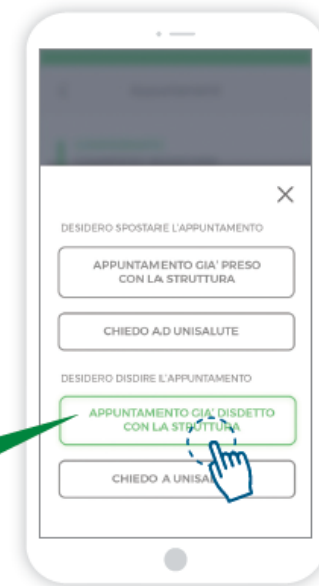 DESIDERO SPOSTARE L'APPUNTAMENTO
APPUNTAMENTO GIA' PRESO
CON LA STRUTTURA
CHIEDO AD UNISALUTE
DESIDERO DISDIRE L'APPUNTAMENTO
APPUNTAMENTO GIA' DISDETTO
CON LA STRUTTURA
CHIEDO A